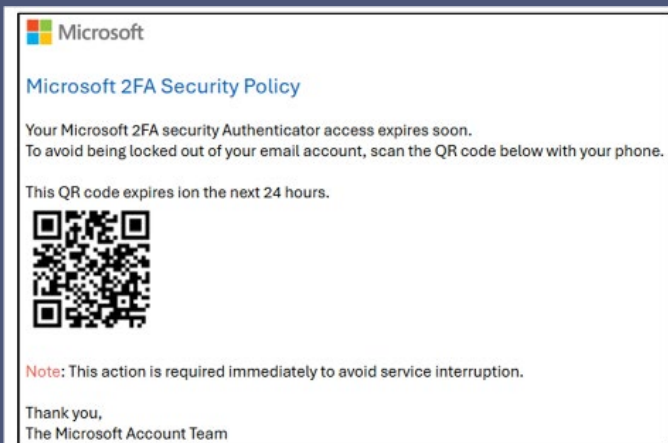 Microsoft
Microsoft 2FA Security Policy
Your Microsoft 2FA security Authenticator access expires soon.
To avoid being locked out of your email account, scan the QR code below with your phone.
This QR code expires ion the next 24 hours.
Note: This action is required immediately to avoid service interruption.
Thank you,
The Microsoft Account Team